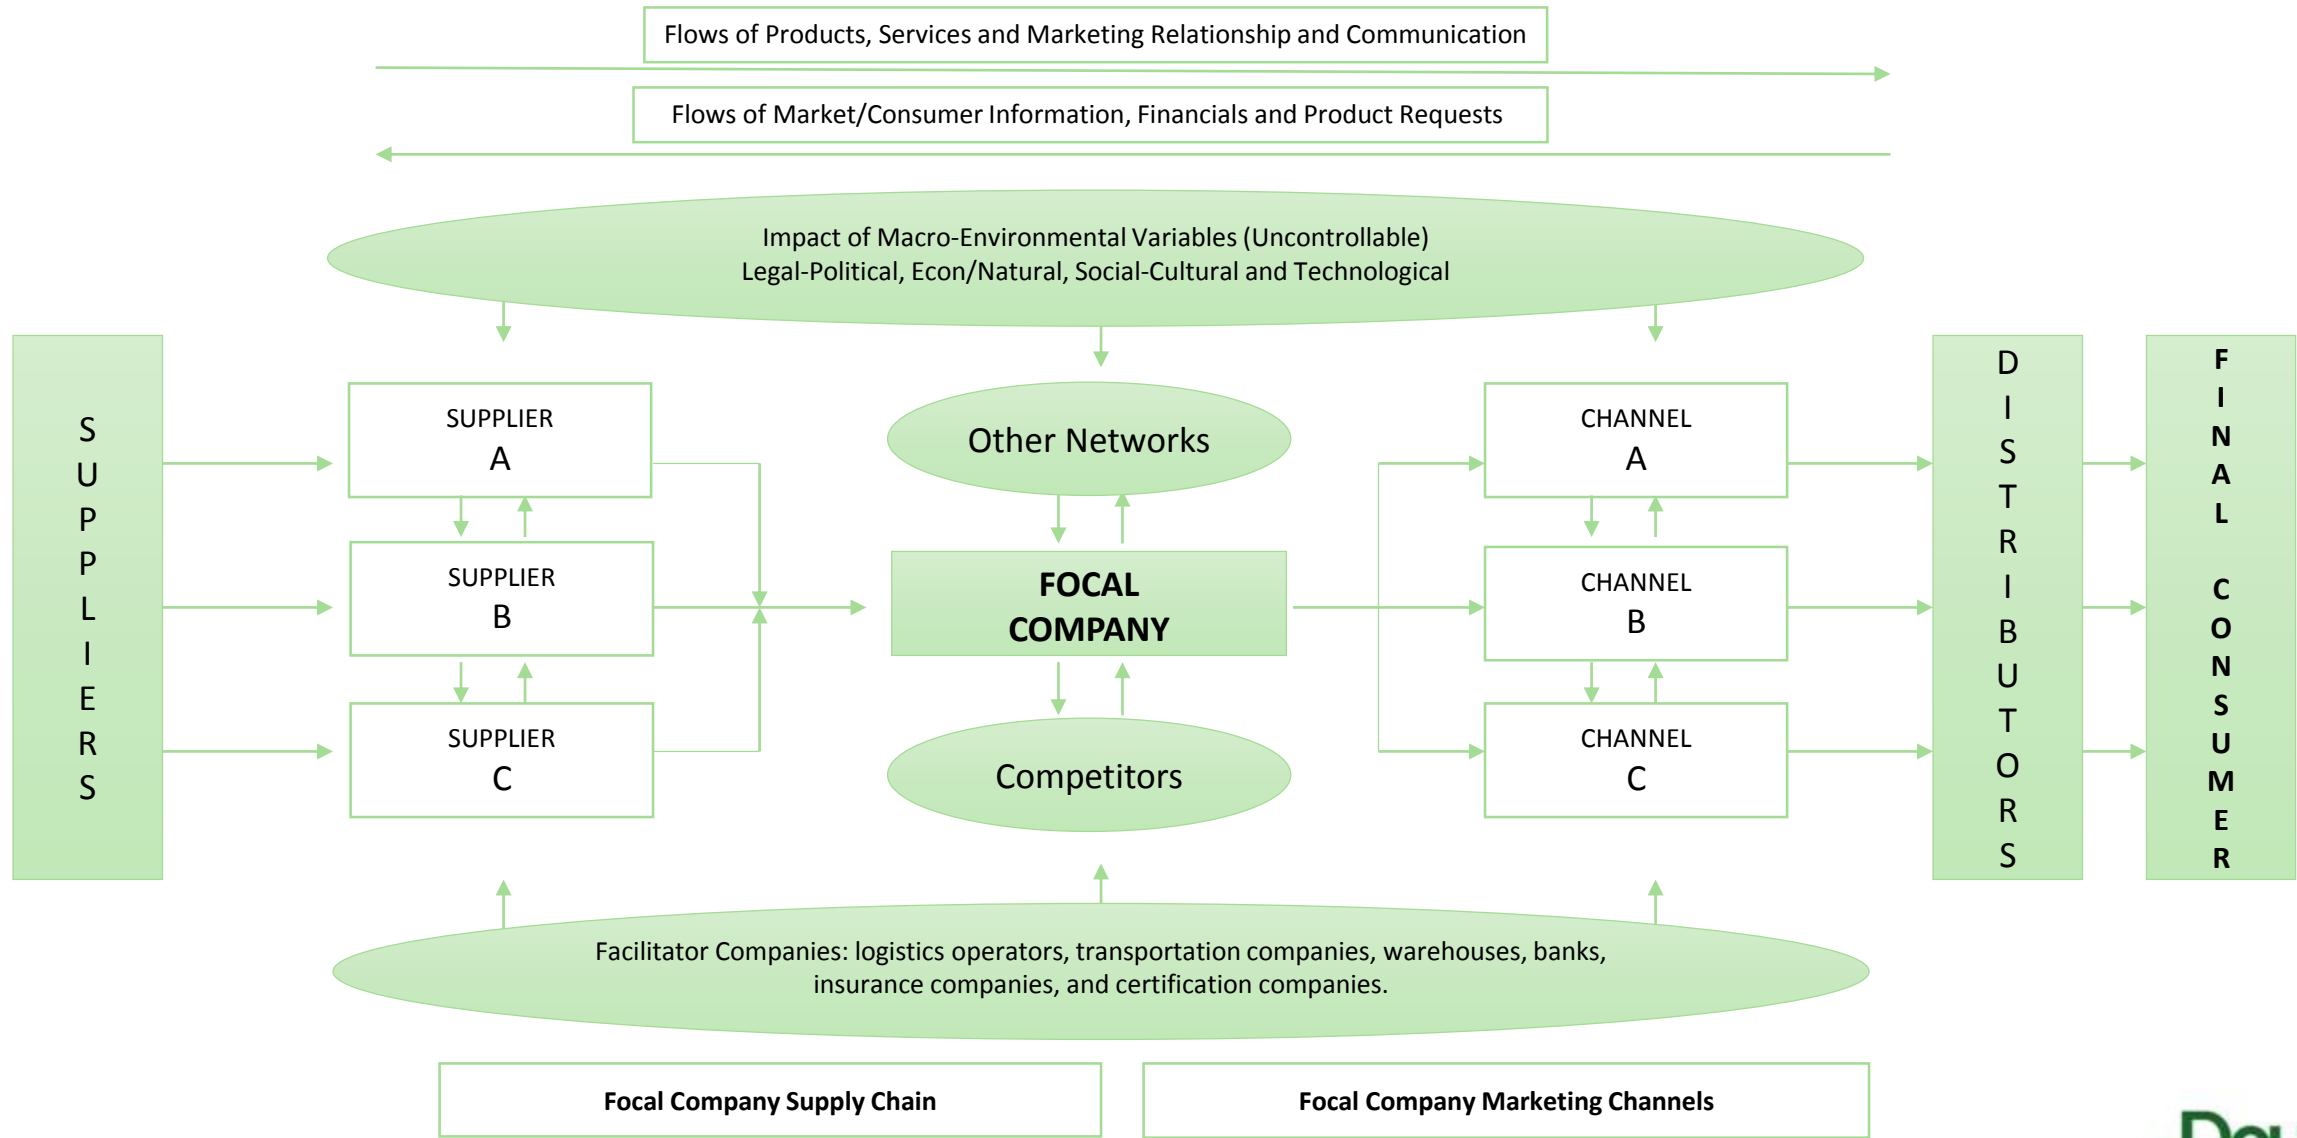 Flows of Products, Services and Marketing Relationship and Communication
Flows of Market/Consumer Information, Financials and Product Requests
Impact of Macro-Environmental Variables (Uncontrollable)
Legal-Political, Econ/Natural, Social-Cultural and Technological
SUPPLIERS
SUPPLIER
A
SUPPLIER
B
SUPPLIER
C
Other Networks
FOCAL
COMPANY
Competitors
CHANNEL
A
CHANNEL
B
CHANNEL
C
DISTRIBUTORS
FINAL CONSUMER
Facilitator Companies: logistics operators, transportation companies, warehouses, banks,
insurance companies, and certification companies.
Focal Company Supply Chain
Focal Company Marketing Channels